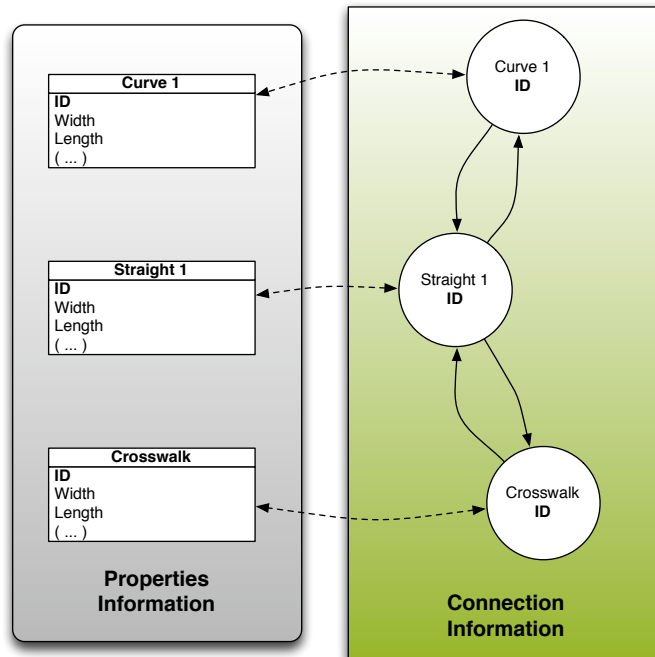 Curve 1
ID
Width
Length
( ... )
Straight 1
ID
Width
Length
( ... )
Crosswalk
ID
Width
Length
( ... )
Properties
Information
Curve 1
ID
Straight 1
ID
Crosswalk
ID
Connection
Information